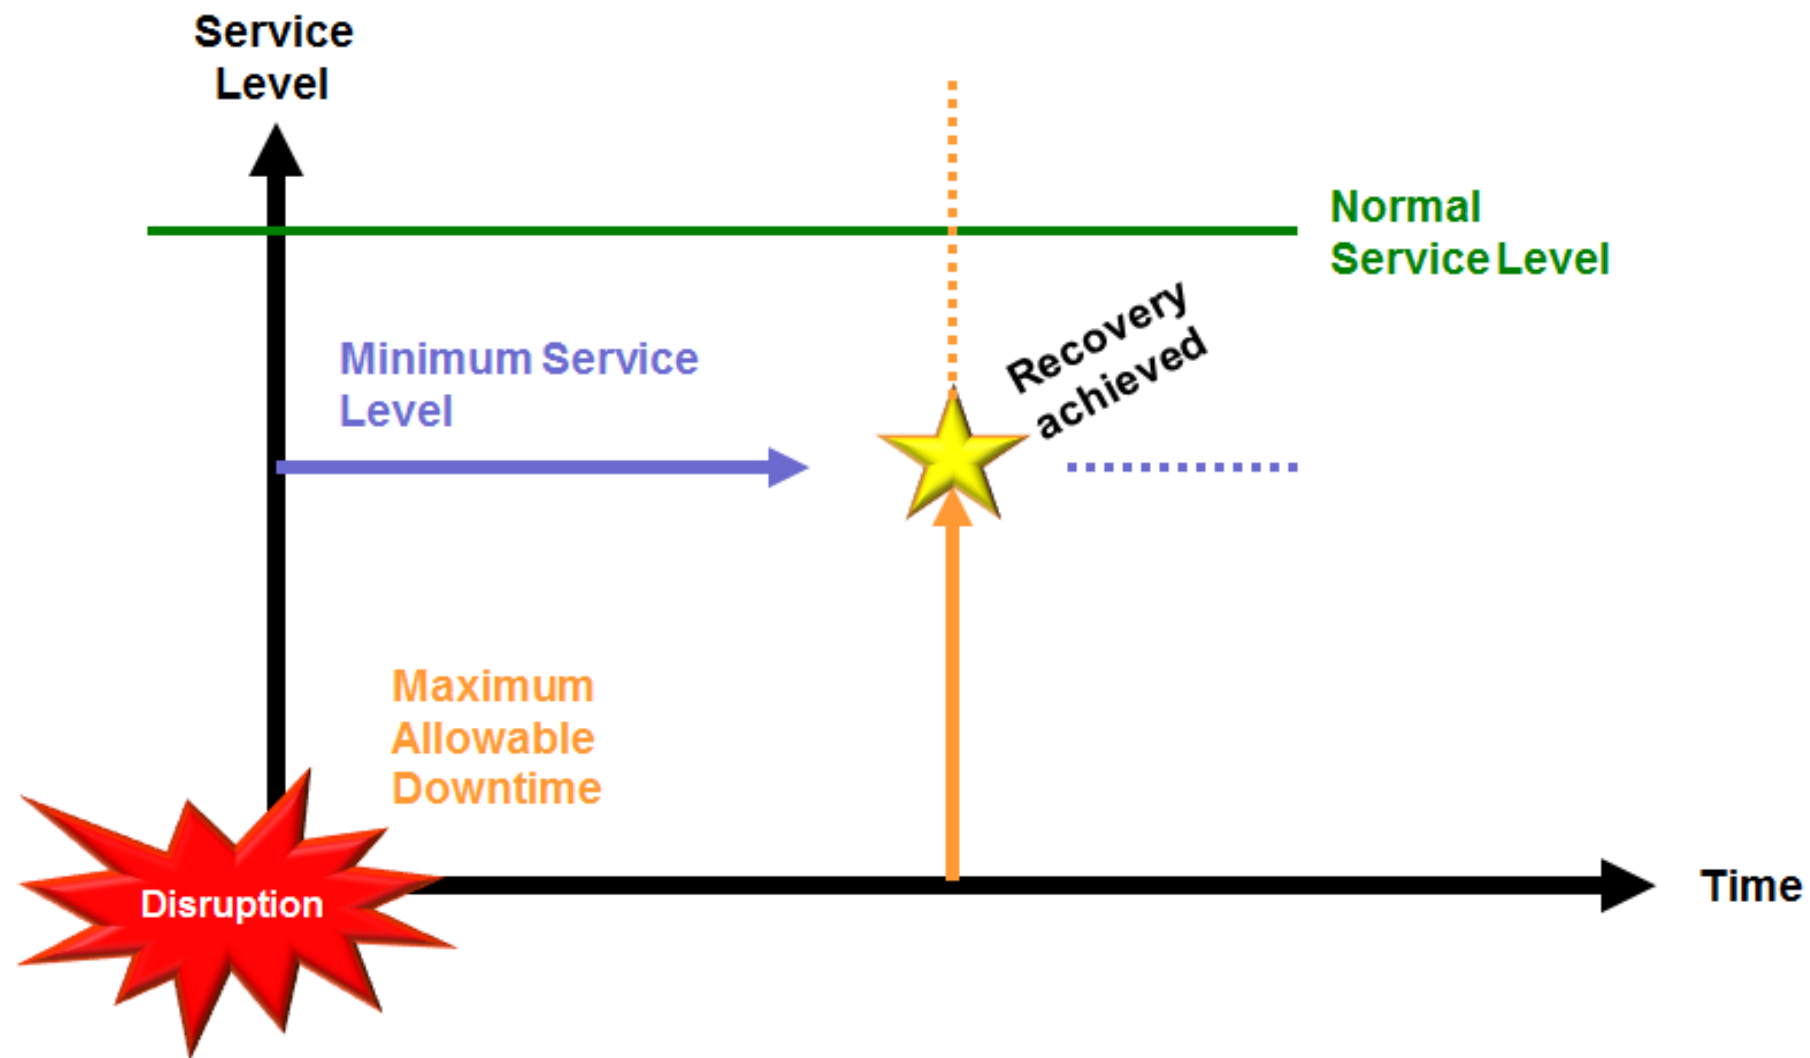 Service
Level
Normal
Service Level
Recovery
achieved
Minimum Service
Level
Maximum
Allowable
Downtime
Disruption
Time